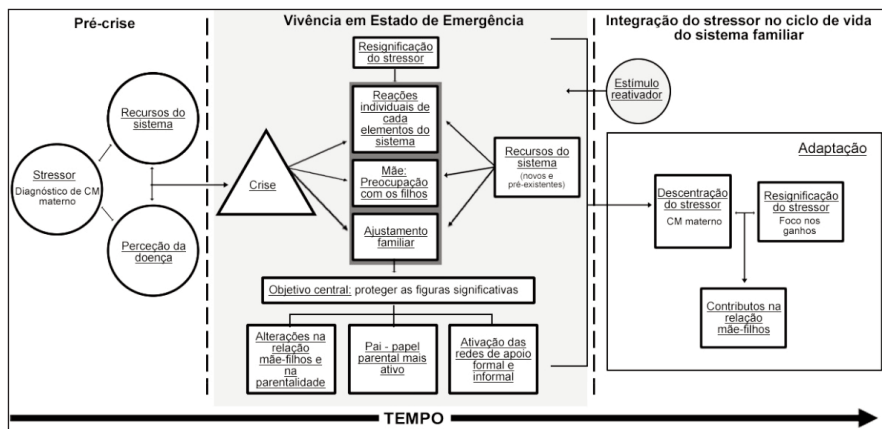 Pré-crise
Vivência em Estado de Emergência
Integração do stressor no ciclo de vida
do sistema familiar
Recursos do
sistema
Stressor
Diagnóstico de CM
materno
Perceção da
doença
Crise
Resignificação
do stressor
Reações
individuais de
cada
elementos do
sistema
Mãe:
Preocupação
com os filhos
Ajustamento
familiar
Recursos do
sistema
(novos e
pré-existentes)
Objetivo central: proteger as figuras significativas
Alterações na
relação
mãe-filhos e
na
parentalidade
Pai - papel
parental mais
ativo
Ativação das
redes de apoio
formal e
informal
Estímulo
reativador
Adaptação
Descentração
do stressor
CM materno
Resignificação
do stressor
Foco nos
ganhos
Contributos na
relação
mãe-filhos
TEMPO